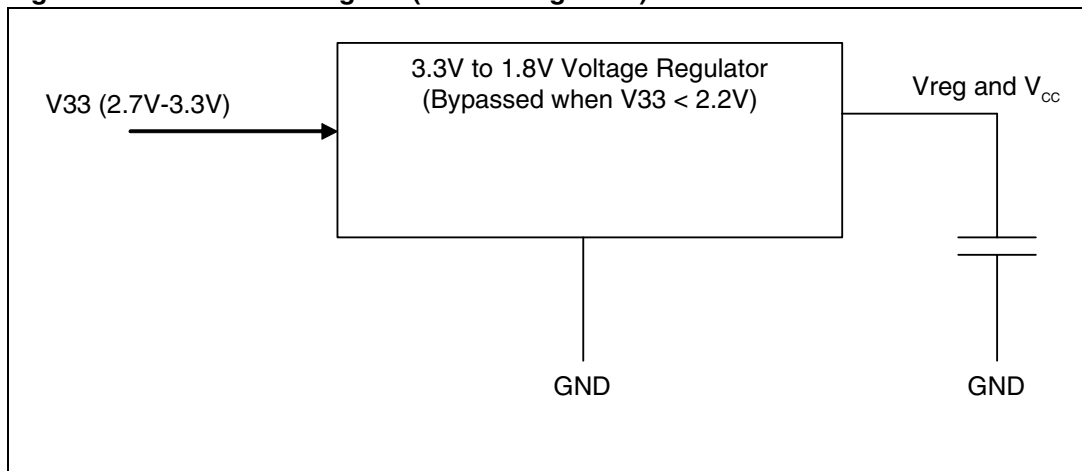 3.3V to 1.8V Voltage Regulator
(Bypassed when V33 < 2.2V)
V33 (2.7V-3.3V)
Vreg and VCC
GND
GND